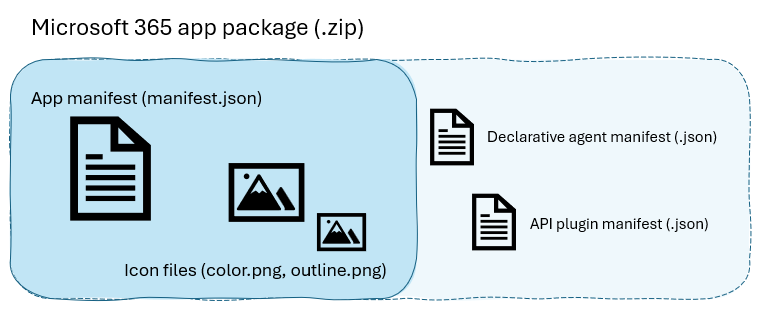 Microsoft 365 app package (.zip)
App manifest (manifest.json)
Declarative agent manifest (.json)
API plugin manifest (.json)
Icon files (color.png, outline.png)